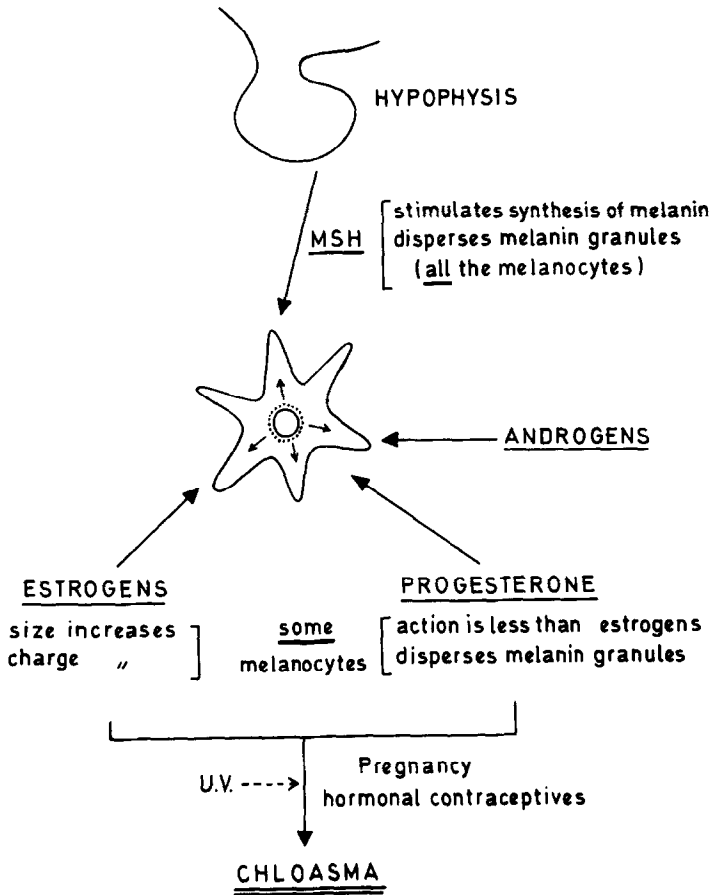 HYPOPHYSIS
MSH
stimulates synthesis of melanin
disperses melanin granules
(all the melanocytes)
ANDROGENS
ESTROGENS
size increases
charge „
some
melanocytes
PROGESTERONE
action is less than estrogens
disperses melanin granules
U.V.
Pregnancy
hormonal contraceptives
CHLOASMA